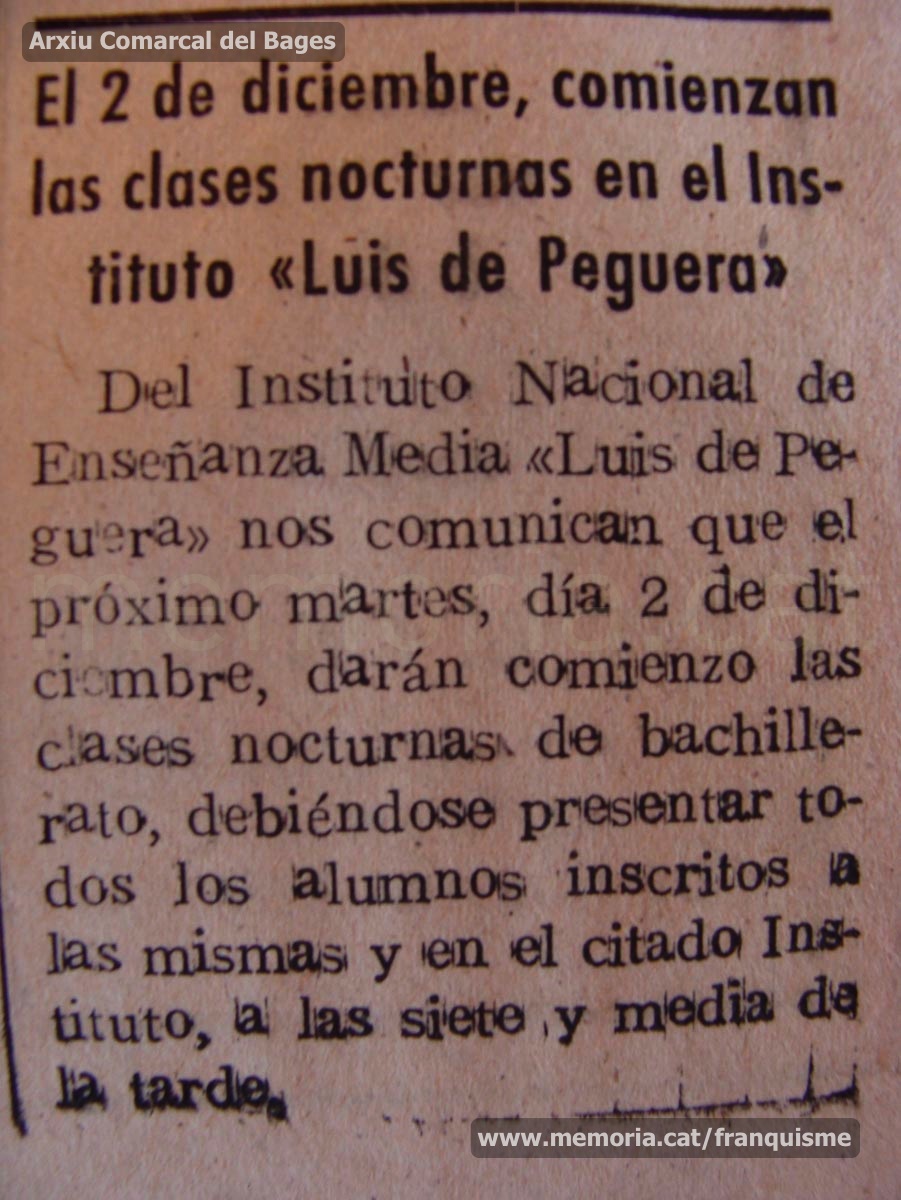 Arxiu Comarcal del Bages
El 2 de diciembre, comienzan
las clases nocturnas en el Ins-
tituto «Luis de Peguera»
Del Instituto Nacional de
Enseñanza Media «Luis de Pe-
guera» nos comunican que el
próximo martes, día 2 de di-
ciembre, darán comienzo las
clases nocturnas de bachille-
rato, debiéndose presentar to-
dos los alumnos inscritos a
las mismas y en el citado Ins-
tituto, a las siete y media de
la tarde.
www.memoria.cat/franquisme